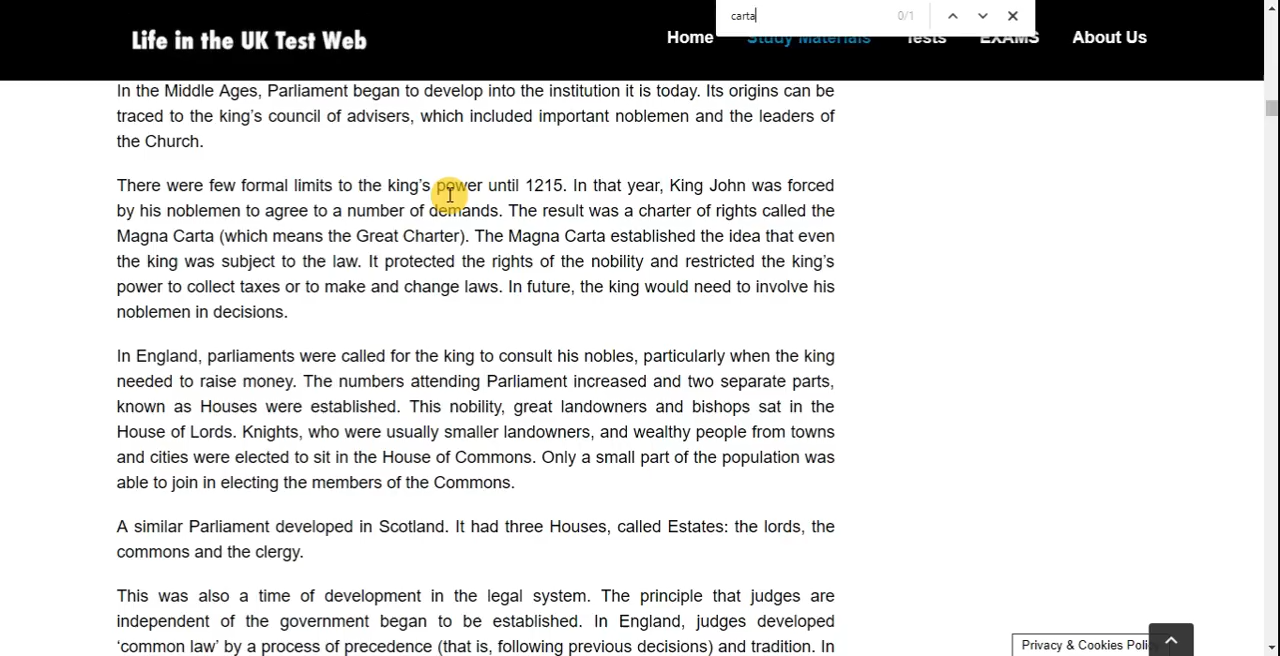 carta 0/1
Life in the UK Test Web
Home Study Materials Tests EXAMS About Us
In the Middle Ages, Parliament began to develop into the institution it is today. Its origins can be
traced to the king's council of advisers, which included important noblemen and the leaders of
the Church.
There were few formal limits to the king's power until 1215. In that year, King John was forced
by his noblemen to agree to a number of demands. The result was a charter of rights called the
Magna Carta (which means the Great Charter). The Magna Carta established the idea that even
the king was subject to the law. It protected the rights of the nobility and restricted the king's
power to collect taxes or to make and change laws. In future, the king would need to involve his
noblemen in decisions.
In England, parliaments were called for the king to consult his nobles, particularly when the king
needed to raise money. The numbers attending Parliament increased and two separate parts,
known as Houses were established. This nobility, great landowners and bishops sat in the
House of Lords. Knights, who were usually smaller landowners, and wealthy people from towns
and cities were elected to sit in the House of Commons. Only a small part of the population was
able to join in electing the members of the Commons.
A similar Parliament developed in Scotland. It had three Houses, called Estates: the lords, the
commons and the clergy.
This was also a time of development in the legal system. The principle that judges are
independent of the government began to be established. In England, judges developed
‘common law’ by a process of precedence (that is, following previous decisions) and tradition. In
Privacy & Cookies Polic